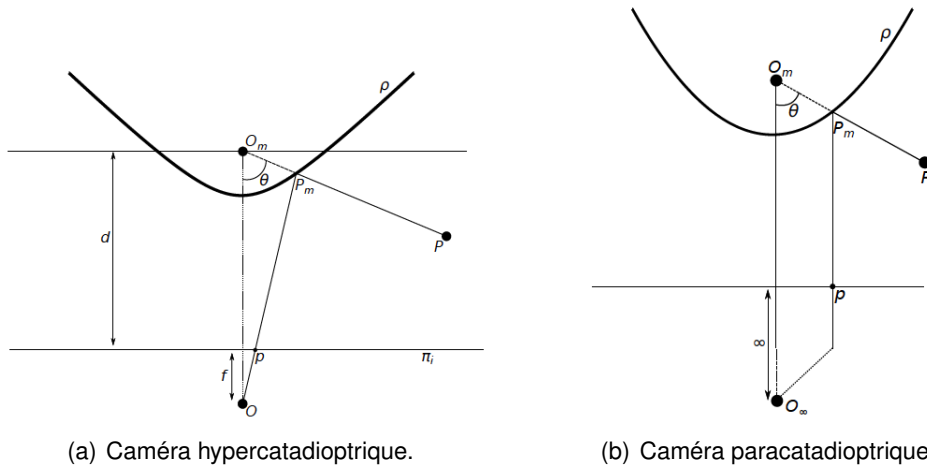 ρ
O_m
θ
P_m
P
d
p
π_i
f
O
(a) Caméra hypercatadioptrique.
ρ
O_m
θ
P_m
P
p
∞
O_∞
(b) Caméra paracatadioptrique